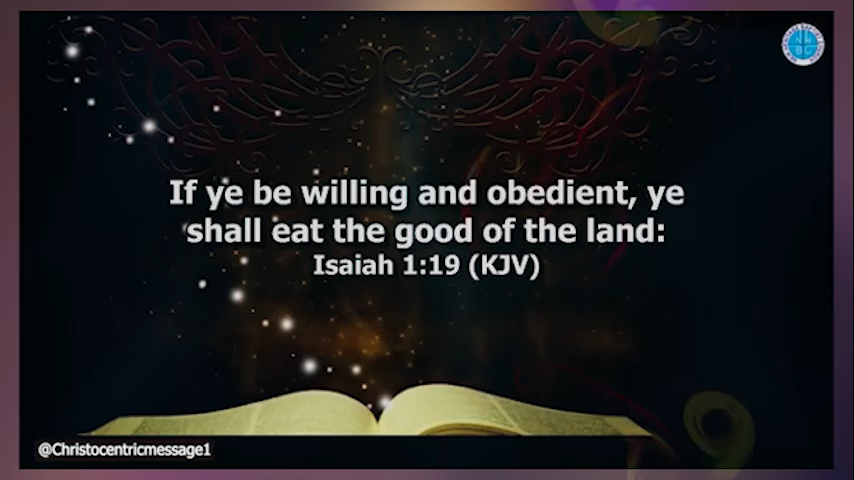 If ye be willing and obedient, ye
shall eat the good of the land:
Isaiah 1:19 (KJV)
@Christocentricmessage1